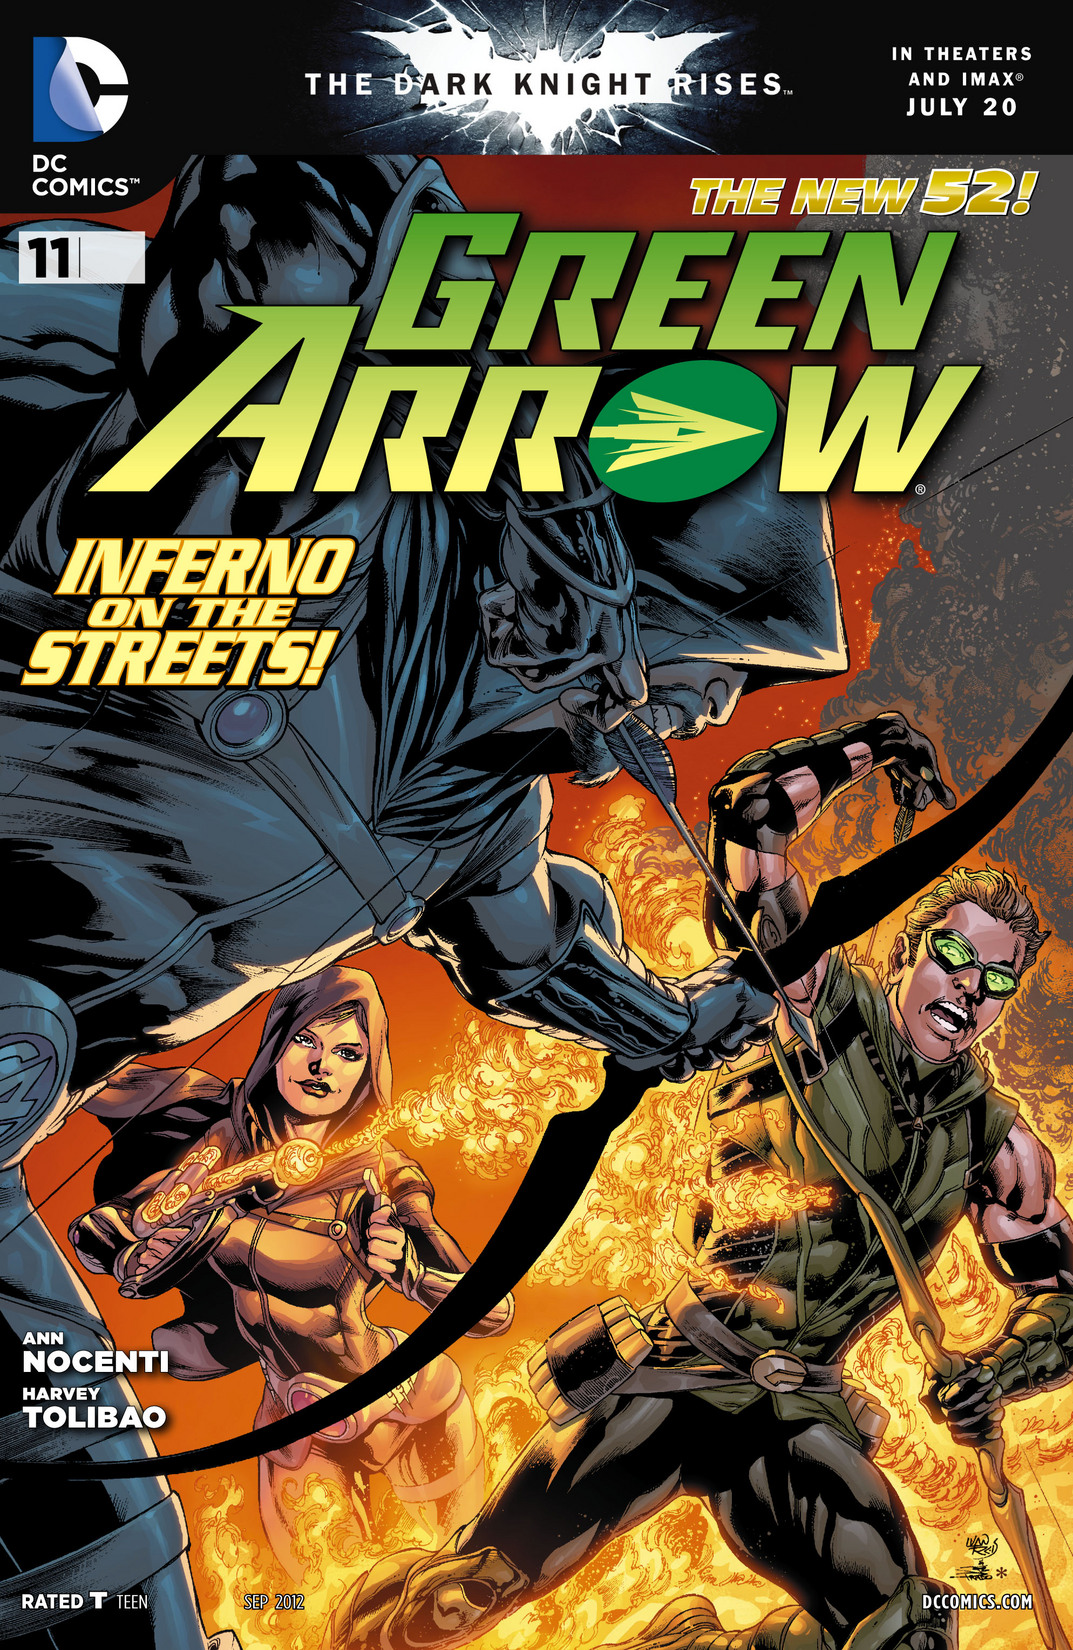 THE DARK KNIGHT RISES™
IN THEATERS
AND IMAX®
JULY 20
DC
COMICS™
THE NEW 52!
11
GREEN
ARROW®
INFERNO
ON THE
STREETS!
ANN
NOCENTI
HARVEY
TOLIBAO
RATED T TEEN
SEP 2012
DCCOMICS.COM